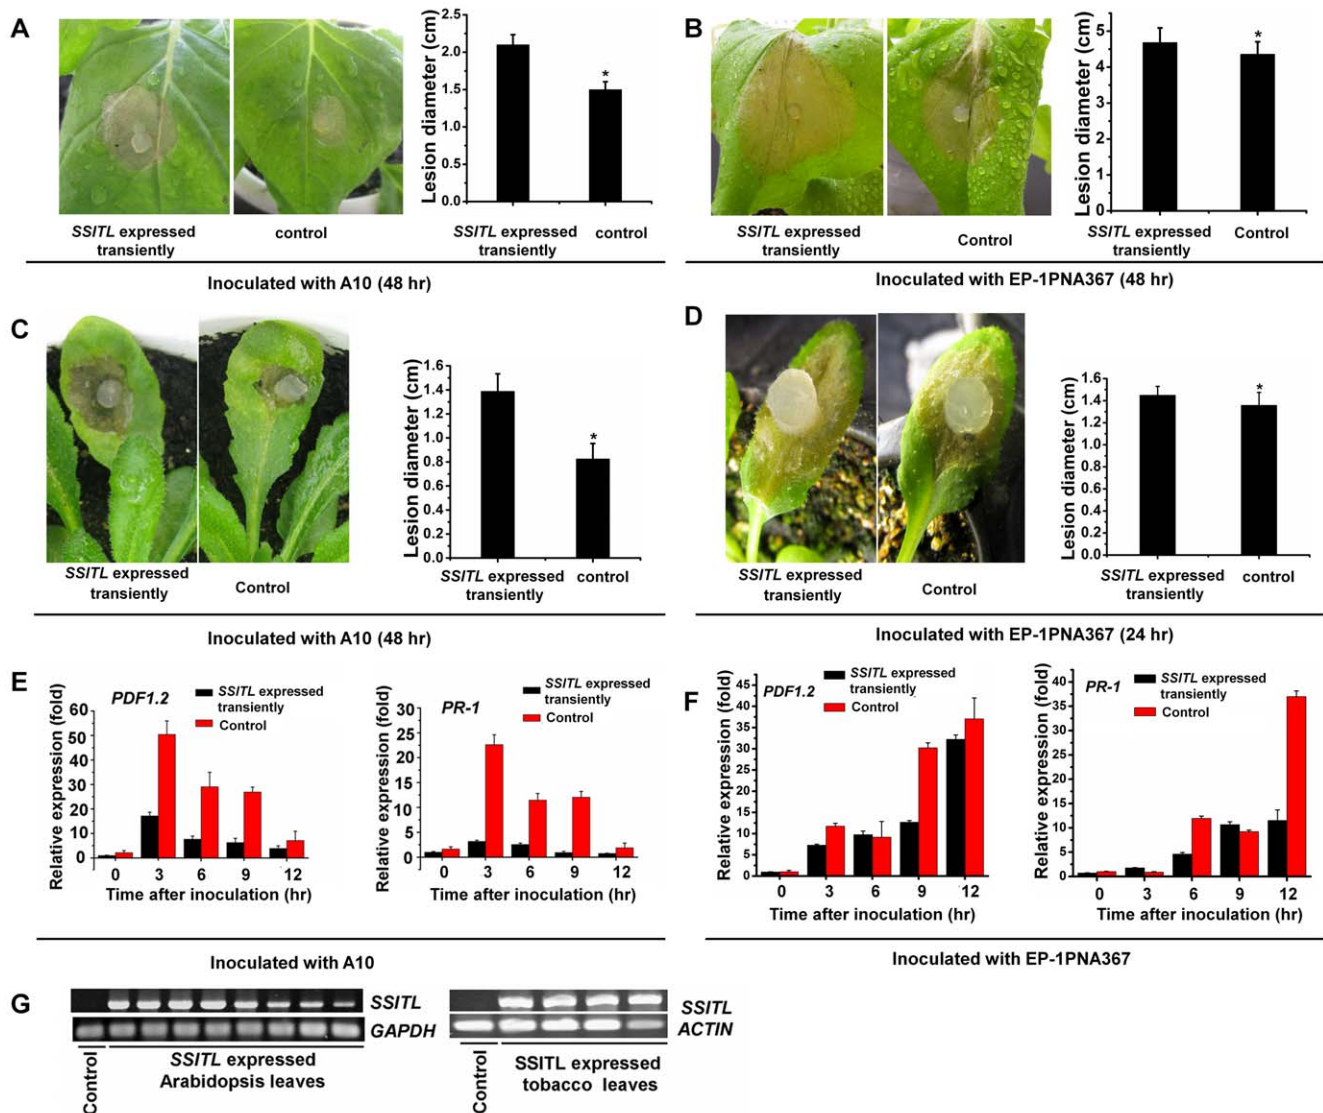 A
Lesion diameter (cm)
2.5
2.0
1.5
1.0
0.5
0.0
*
SSITL expressed
transiently
control
SSITL expressed
transiently
control
Inoculated with A10 (48 hr)
B
Lesion diameter (cm)
5
4
3
2
1
0
*
SSITL expressed
transiently
Control
SSITL expressed
transiently
Control
Inoculated with EP-1PNA367 (48 hr)
C
Lesion diameter (cm)
1.6
1.4
1.2
1.0
0.8
0.6
0.4
0.2
0.0
*
SSITL expressed
transiently
Control
SSITL expressed
transiently
control
Inoculated with A10 (48 hr)
D
Lesion diameter (cm)
1.6
1.4
1.2
1.0
0.8
0.6
0.4
0.2
0.0
*
SSITL expressed
transiently
Control
SSITL expressed
transiently
control
Inoculated with EP-1PNA367 (24 hr)
E
Relative expression (fold)
60
50
40
30
20
10
0
PDF1.2
SSITL expressed
transiently
Control
0 3 6 9 12
Time after inoculation (hr)
Relative expression (fold)
30
25
20
15
10
5
0
PR-1
SSITL expressed
transiently
Control
0 3 6 9 12
Time after inoculation (hr)
Inoculated with A10
F
Relative expression (fold)
45
40
35
30
25
20
15
10
5
0
PDF1.2
SSITL expressed
transiently
Control
0 3 6 9 12
Time after inoculation (hr)
Relative expression (fold)
40
35
30
25
20
15
10
5
0
PR-1
SSITL expressed
transiently
Control
0 3 6 9 12
Time after inoculation (hr)
Inoculated with EP-1PNA367
G
SSITL
GAPDH
Control
SSITL expressed
Arabidopsis leaves
SSITL
ACTIN
Control
SSITL expressed
tobacco leaves